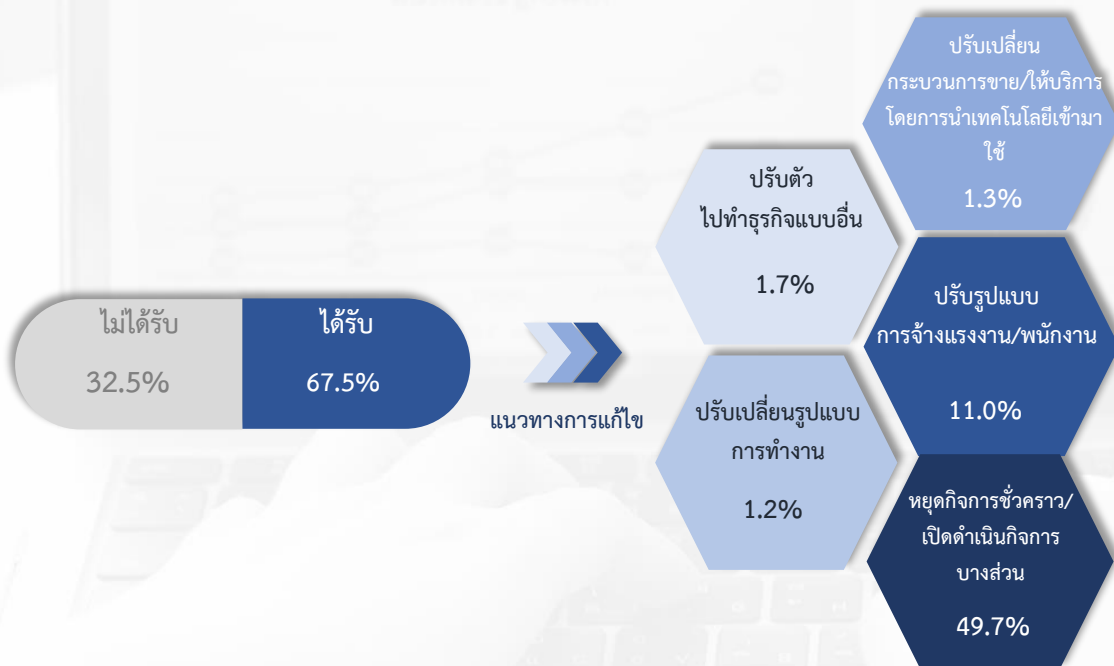 ไม่ได้รับ
32.5%
ได้รับ
67.5%
แนวทางการแก้ไข
ปรับตัว
ไปทำธุรกิจแบบอื่น
1.7%
ปรับเปลี่ยนรูปแบบ
การทำงาน
1.2%
ปรับเปลี่ยน
กระบวนการขาย/ให้บริการ
โดยการนำเทคโนโลยีเข้ามา
ใช้
1.3%
ปรับรูปแบบ
การจ้างแรงงาน/พนักงาน
11.0%
หยุดกิจการชั่วคราว/
เปิดดำเนินกิจการ
บางส่วน
49.7%